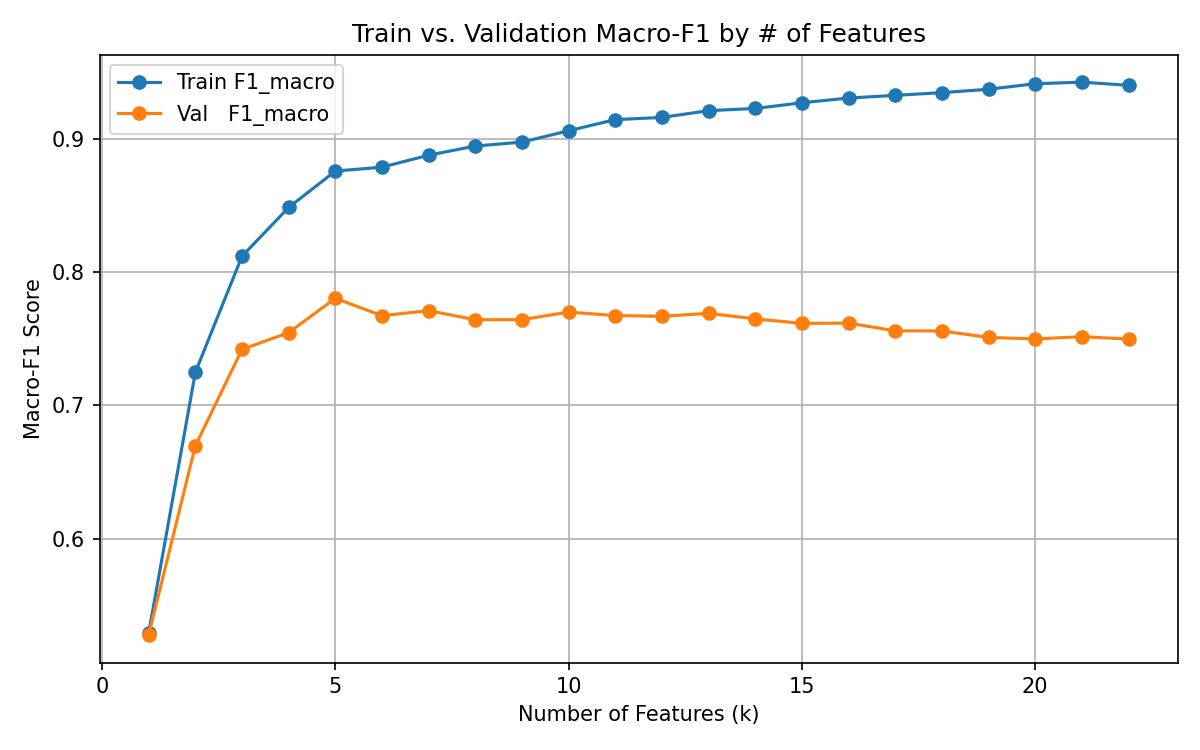 Train vs. Validation Macro-F1 by # of Features
Train F1_macro
Val   F1_macro
Macro-F1 Score
0.9
0.8
0.7
0.6
0
5
10
15
20
Number of Features (k)